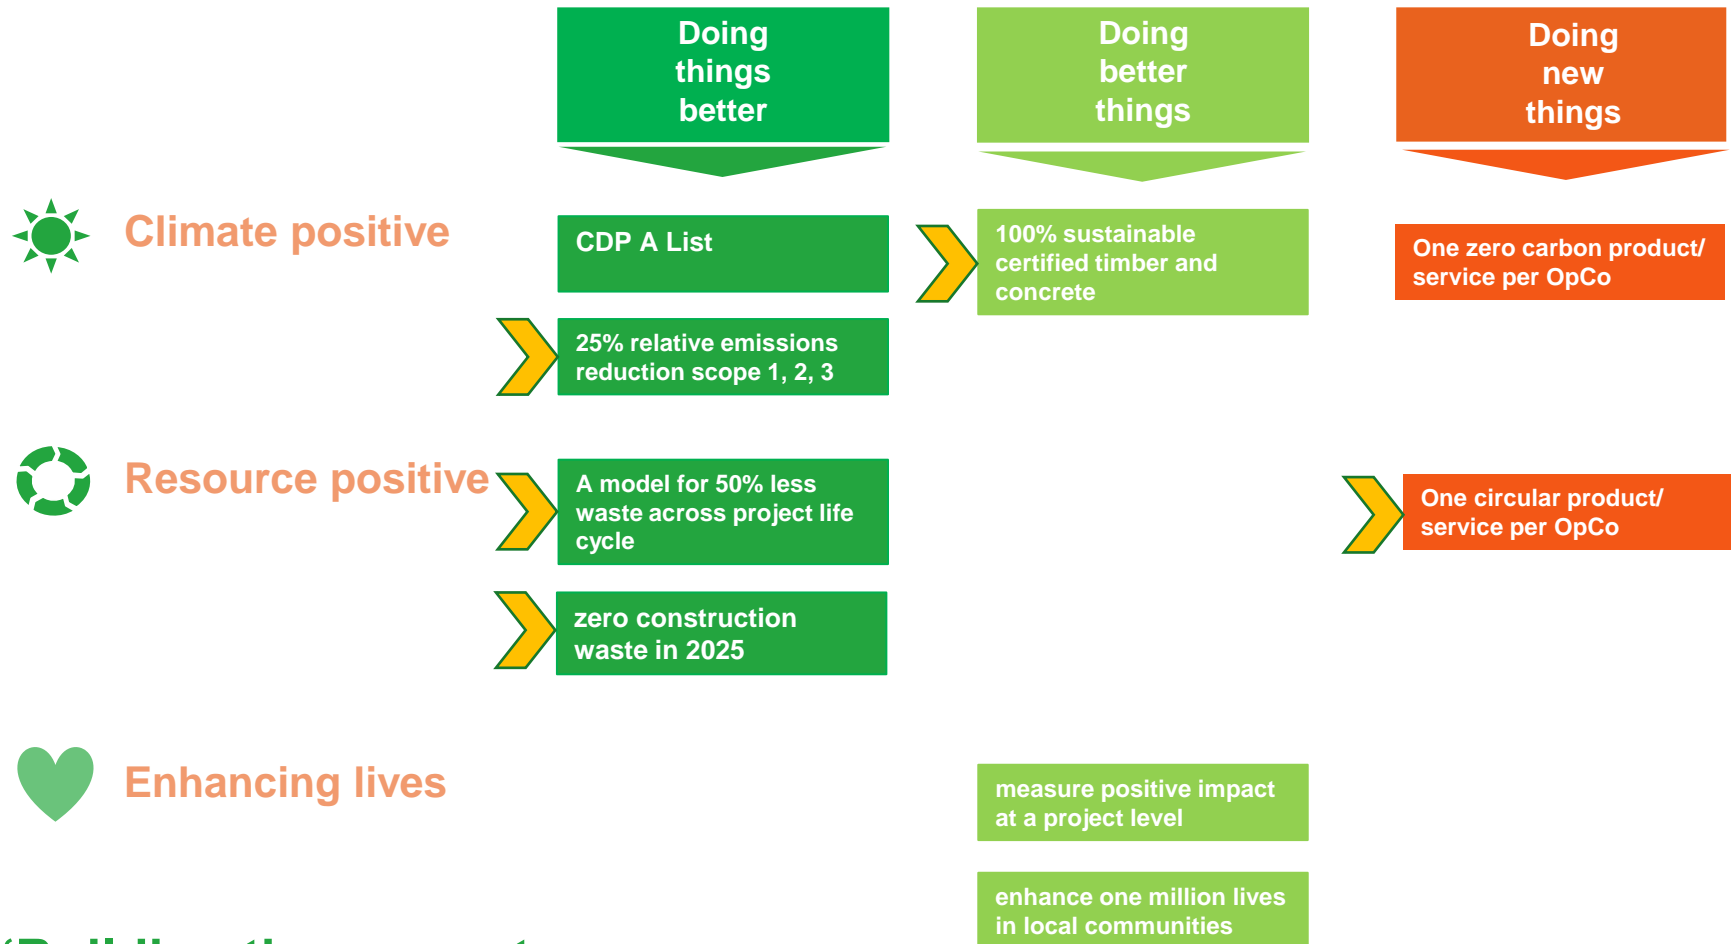 Doing
things
better
Doing
better
things
Doing
new
things
Climate positive
CDP A List
100% sustainable
certified timber and
concrete
One zero carbon product/
service per OpCo
25% relative emissions
reduction scope 1, 2, 3
Resource positive
A model for 50% less
waste across project life
cycle
One circular product/
service per OpCo
zero construction
waste in 2025
Enhancing lives
measure positive impact
at a project level
enhance one million lives
in local communities